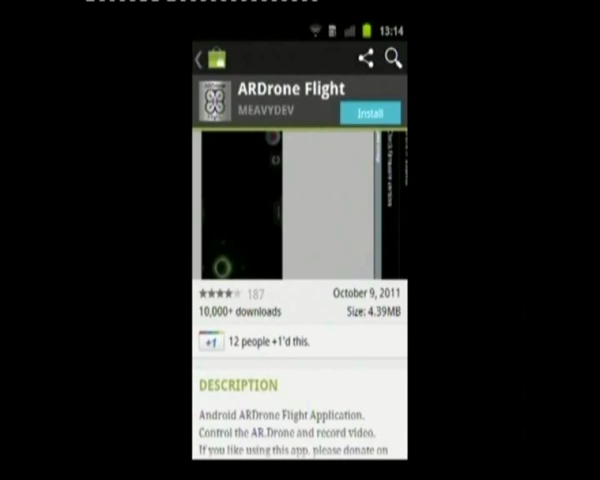 13:14
ARDrone Flight
MEAVYDEV
Install
187
October 9, 2011
10,000+ downloads
Size: 4.39MB
+1
12 people +1'd this.
DESCRIPTION
Android ARDrone Flight Application.
Control the AR.Drone and record video.
If you like using this app, please donate on